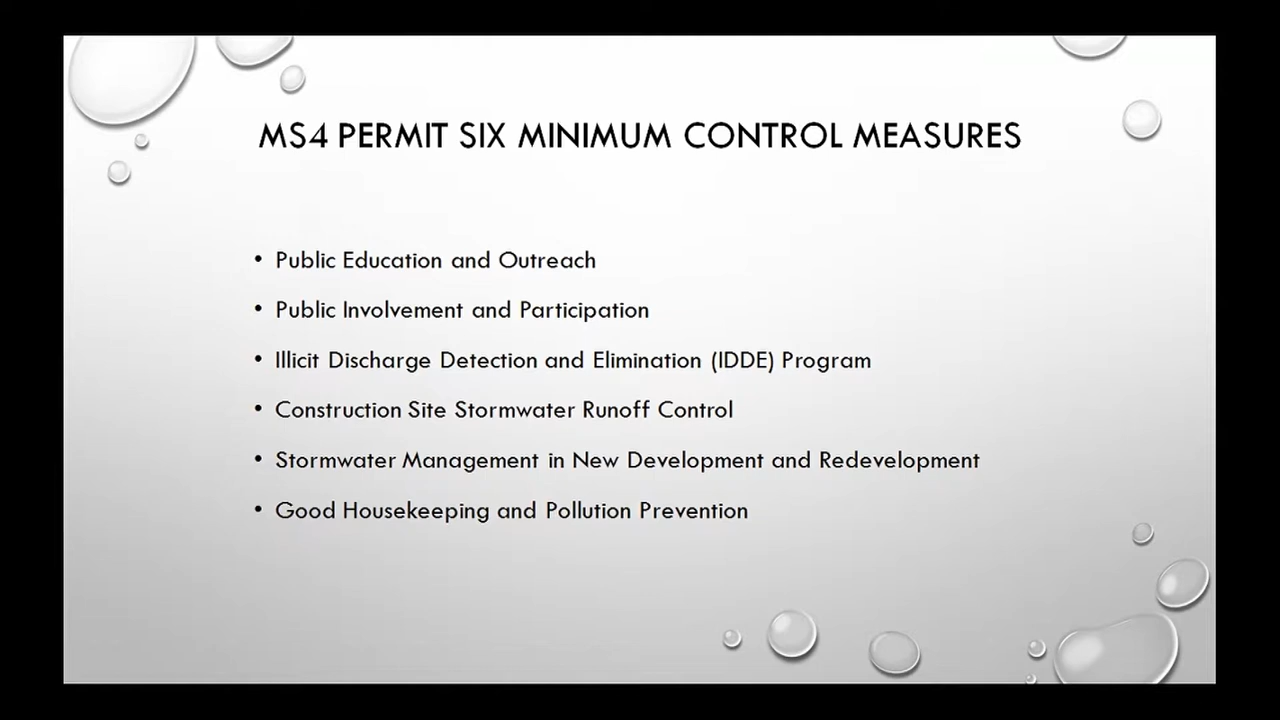 MS4 PERMIT SIX MINIMUM CONTROL MEASURES
• Public Education and Outreach
• Public Involvement and Participation
• Illicit Discharge Detection and Elimination (IDDE) Program
• Construction Site Stormwater Runoff Control
• Stormwater Management in New Development and Redevelopment
• Good Housekeeping and Pollution Prevention